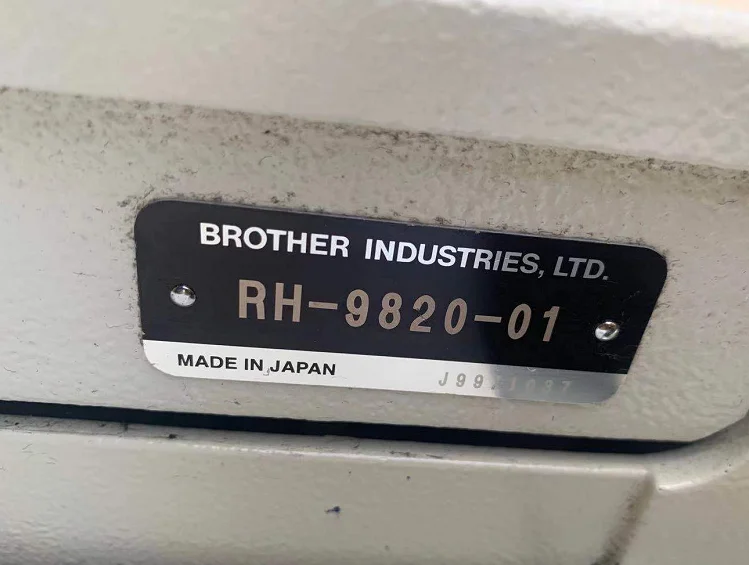 BROTHER INDUSTRIES, LTD.
RH-9820-01
MADE IN JAPAN